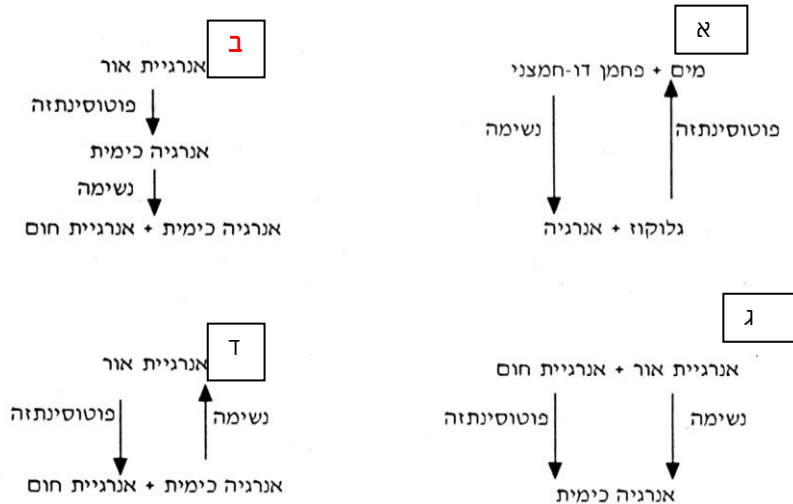 א
מים + פחמן דו-חמצני
נשימה
פוטוסינתזה
גלוקוז + אנרגיה
ב
אנרגיית אור
פוטוסינתזה
אנרגיה כימית
נשימה
אנרגיה כימית + אנרגיית חום
ג
אנרגיית אור + אנרגיית חום
נשימה
פוטוסינתזה
אנרגיה כימית
ד
אנרגיית אור
נשימה
פוטוסינתזה
אנרגיה כימית + אנרגיית חום